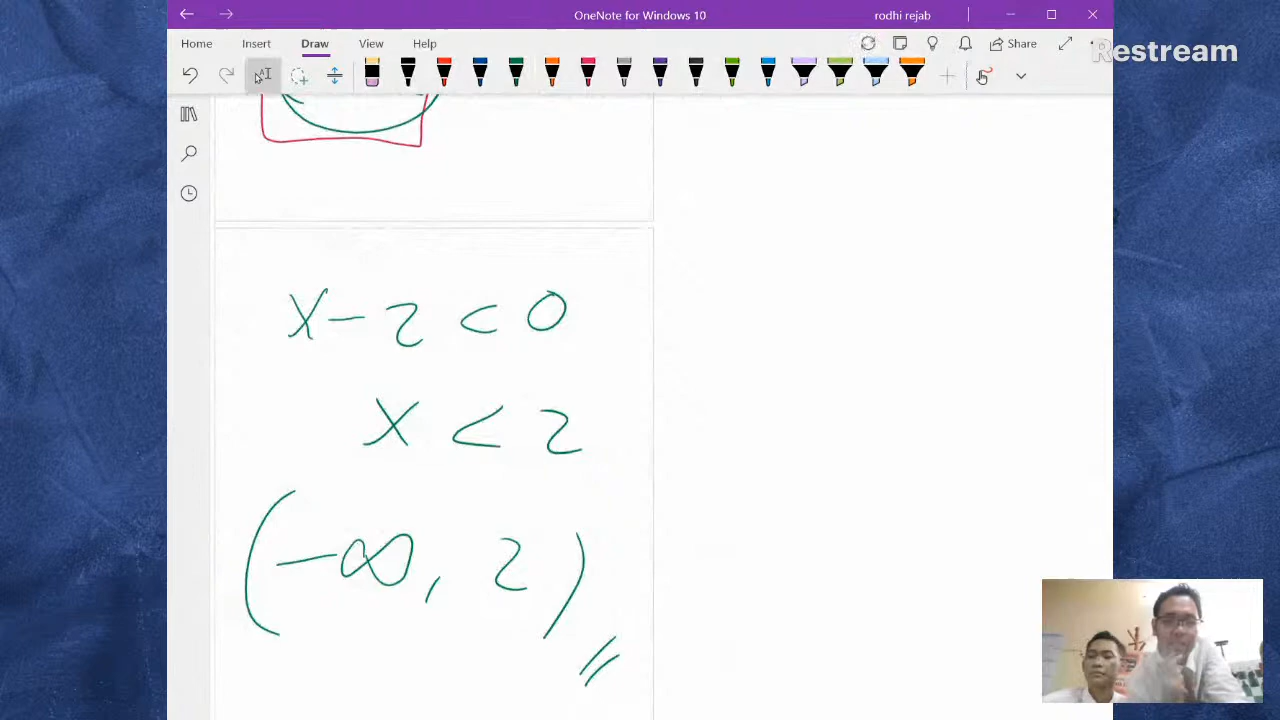 OneNote for Windows 10
rodhi rejab
Restream
Home Insert Draw View Help
Share
x - 2 < 0
x < 2
(-∞, 2)